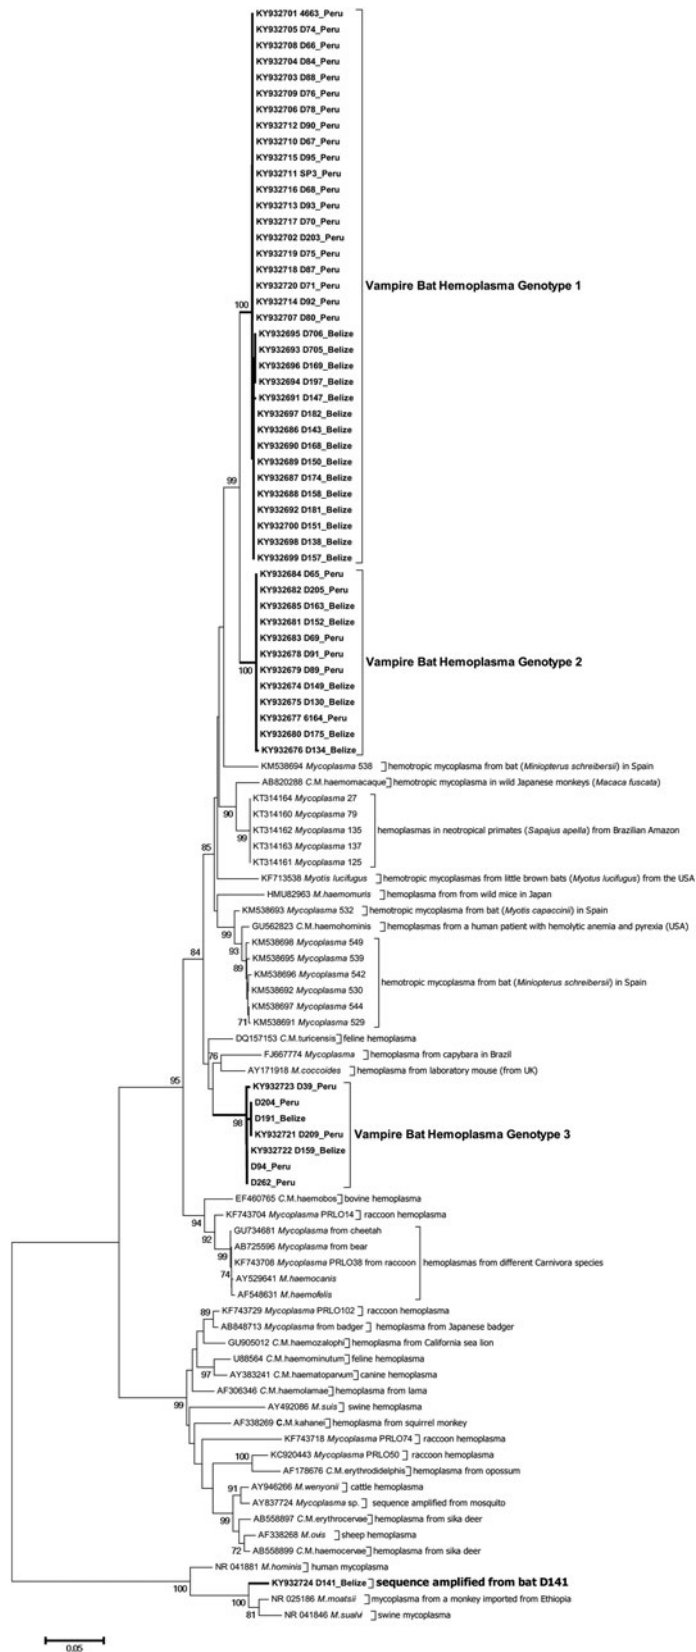 KY932701 4663_Peru
KY932705 D74_Peru
KY932708 D66_Peru
KY932704 D84_Peru
KY932703 D88_Peru
KY932709 D76_Peru
KY932706 D78_Peru
KY932712 D90_Peru
KY932710 D67_Peru
KY932715 D95_Peru
KY932711 SP3_Peru
KY932716 D68_Peru
KY932713 D93_Peru
KY932717 D70_Peru
KY932702 D203_Peru
KY932719 D75_Peru
KY932718 D87_Peru
KY932720 D71_Peru
Vampire Bat Hemoplasma Genotype 1
KY932714 D92_Peru
100
KY932707 D80_Peru
KY932695 D706_Belize
KY932693 D705_Belize
KY932696 D169_Belize
KY932694 D197_Belize
KY932691 D147_Belize
KY932697 D182_Belize
KY932686 D143_Belize
KY932690 D168_Belize
KY932689 D150_Belize
99
KY932687 D174_Belize
KY932688 D158_Belize
KY932692 D181_Belize
KY932700 D151_Belize
KY932698 D138_Belize
KY932699 D157_Belize
KY932684 D65_Peru
KY932682 D205_Peru
KY932685 D163_Belize
KY932681 D152_Belize
KY932683 D69_Peru
KY932678 D91_Peru
Vampire Bat Hemoplasma Genotype 2
KY932679 D89_Peru
100
KY932674 D149_Belize
KY932675 D130_Belize
KY932677 6164_Peru
KY932680 D175_Belize
KY932676 D134_Belize
KM538694 Mycoplasma 538 hemotropic mycoplasma from bat (Miniopterus schreibersii) in Spain
AB820288 C.M.haemomacaque hemotropic mycoplasma in wild Japanese monkeys (Macaca fuscata)
KT314164 Mycoplasma 27
90
KT314160 Mycoplasma 79
KT314162 Mycoplasma 135 hemoplasmas in neotropical primates (Sapajus apella) from Brazilian Amazon
99
KT314163 Mycoplasma 137
85
KT314161 Mycoplasma 125
KF713538 Myotis lucifugus hemotropic mycoplasmas from little brown bats (Myotus lucifugus) from the USA
HMU82963 M.haemomuris hemoplasma from from wild mice in Japan
KM538693 Mycoplasma 532 hemotropic mycoplasma from bat (Myotis capaccinii) in Spain
99
GU562823 C.M.haemohominis hemoplasmas from a human patient with hemolytic anemia and pyrexia (USA)
93
KM538698 Mycoplasma 549
84
KM538695 Mycoplasma 539
89
KM538696 Mycoplasma 542
hemotropic mycoplasma from bat (Miniopterus schreibersii) in Spain
KM538692 Mycoplasma 530
KM538697 Mycoplasma 544
71 KM538691 Mycoplasma 529
DQ157153 C.M.turicensis feline hemoplasma
76
FJ667774 Mycoplasma hemoplasma from capybara in Brazil
AY171918 M.coccoides hemoplasma from laboratory mouse (from UK)
95
KY932723 D39_Peru
D204_Peru
D191_Belize
98
KY932721 D209_Peru
Vampire Bat Hemoplasma Genotype 3
KY932722 D159_Belize
D94_Peru
D262_Peru
EF460765 C.M.haemobos bovine hemoplasma
94
KF743704 Mycoplasma PRLO14 raccoon hemoplasma
92
GU734681 Mycoplasma from cheetah
AB725596 Mycoplasma from bear
99
KF743708 Mycoplasma PRLO38 from raccoon hemoplasmas from different Carnivora species
74
AY529641 M.haemocanis
AF548631 M.haemofelis
89
KF743729 Mycoplasma PRLO102 raccoon hemoplasma
AB848713 Mycoplasma from badger hemoplasma from Japanese badger
GU905012 C.M.haemozalophi hemoplasma from California sea lion
U88564 C.M.haemominutum feline hemoplasma
97
AY383241 C.M.haematoparvum canine hemoplasma
AF306346 C.M.haemolamae hemoplasma from lama
99
AY492086 M.suis swine hemoplasma
AF338269 C.M.kahanei hemoplasma from squirrel monkey
KF743718 Mycoplasma PRLO74 raccoon hemoplasma
100
KC920443 Mycoplasma PRLO50 raccoon hemoplasma
AF178676 C.M.erythrodidelphis hemoplasma from opossum
91
AY946266 M.wenyonii cattle hemoplasma
AY837724 Mycoplasma sp. sequence amplified from mosquito
99
AB558897 C.M.erythrocervae hemoplasma from sika deer
AF338268 M.ovis sheep hemoplasma
72
AB558899 C.M.haemocervae hemoplasma from sika deer
NR 041881 M.hominis human mycoplasma
100
KY932724 D141_Belize sequence amplified from bat D141
100
NR 025186 M.moatsii mycoplasma from a monkey imported from Ethiopia
81
NR 041846 M.sualvi swine mycoplasma
0.05